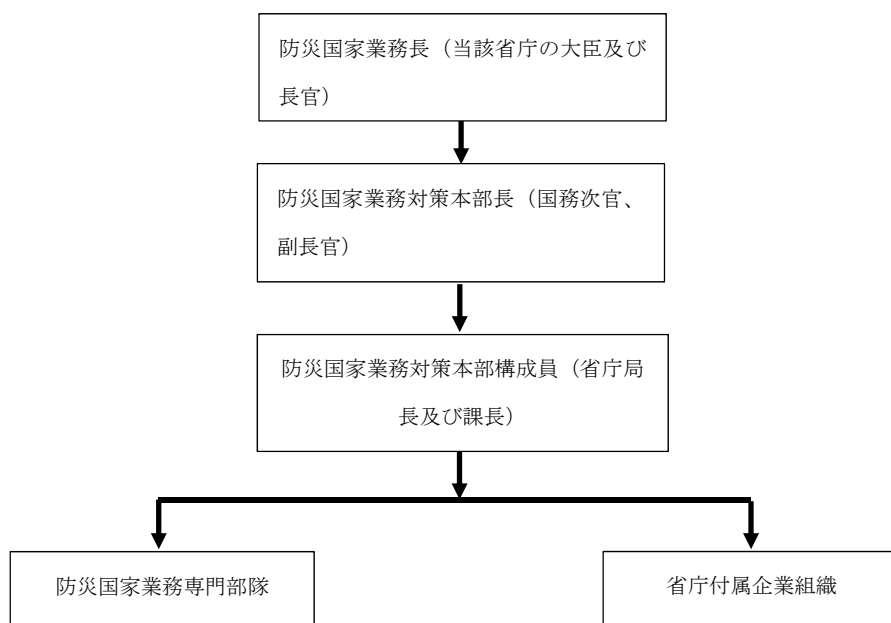 防災国家業務長（当該省庁の大臣及び
長官）
防災国家業務対策本部長（国務次官、
副長官）
防災国家業務対策本部構成員（省庁局
長及び課長）
防災国家業務専門部隊
省庁付属企業組織